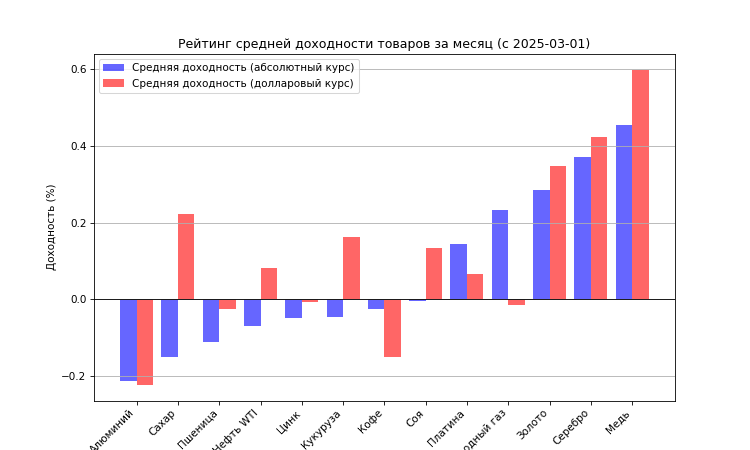 Рейтинг средней доходности товаров за месяц (с 2025-03-01)
Средняя доходность (абсолютный курс)
Средняя доходность (долларовый курс)
Доходность (%)
0.6
0.4
0.2
0.0
−0.2
Алюминий
Сахар
Пшеница
Нефть WTI
Цинк
Кукуруза
Кофе
Соя
Платина
газ
Золото
Серебро
Медь